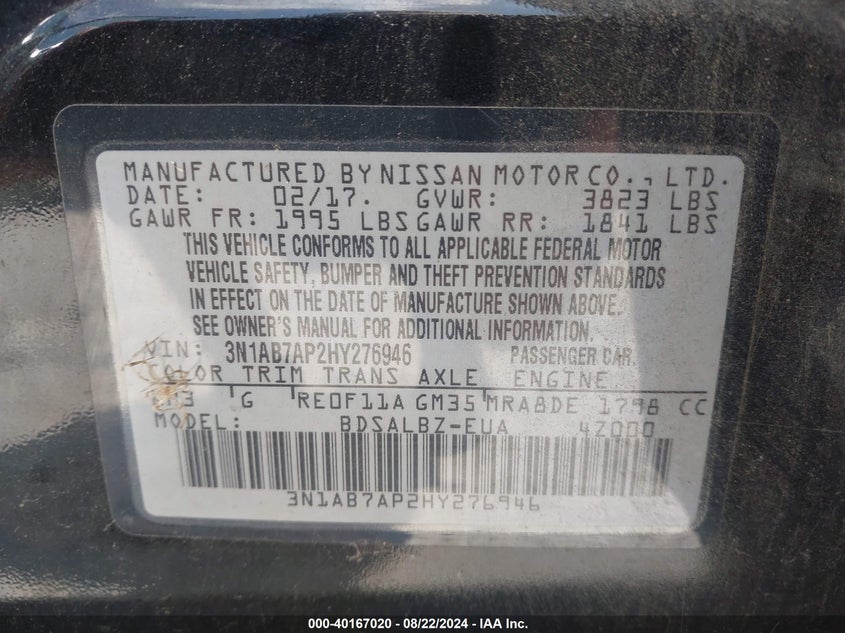 MANUFACTURED BY NISSAN MOTOR CO., LTD.
DATE: 02/17. GVWR: 3823 LBS
GAWR FR: 1995 LBS GAWR RR: 1841 LBS
THIS VEHICLE CONFORMS TO ALL APPLICABLE FEDERAL MOTOR
VEHICLE SAFETY, BUMPER AND THEFT PREVENTION STANDARDS
IN EFFECT ON THE DATE OF MANUFACTURE SHOWN ABOVE.
SEE OWNER'S MANUAL FOR ADDITIONAL INFORMATION.
VIN: 3N1AB7AP2HY276946 PASSENGER CAR
COLOR TRIM TRANS AXLE ENGINE
G RE0F11A GM35 MRA8DE 1798 CC
MODEL: BDSALBZ-EUA 4Z000
3N1AB7AP2HY276946
000-40167020 - 08/22/2024 - IAA Inc.